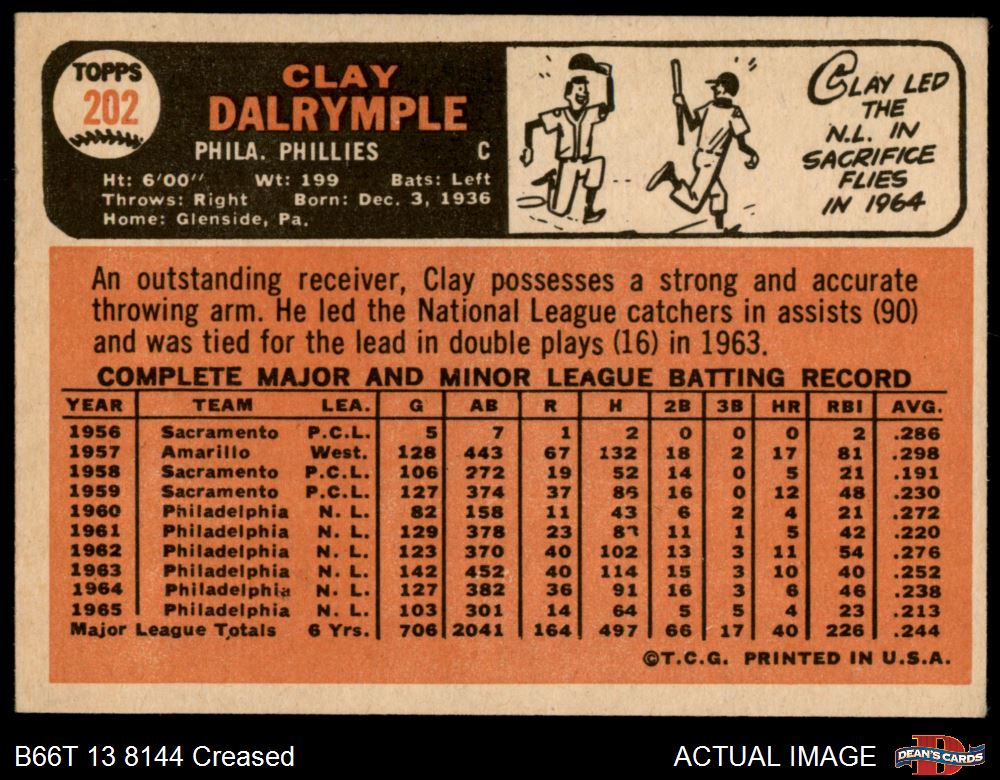 TOPPS
202
CLAY
DALRYMPLE
PHILA. PHILLIES C
Ht: 6'00" Wt: 199 Bats: Left
Throws: Right Born: Dec. 3, 1936
Home: Glenside, Pa.
CLAY LED
THE
N.L. IN
SACRIFICE
FLIES
IN 1964
An outstanding receiver, Clay possesses a strong and accurate
throwing arm. He led the National League catchers in assists (90)
and was tied for the lead in double plays (16) in 1963.
COMPLETE MAJOR AND MINOR LEAGUE BATTING RECORD
YEAR TEAM LEA. G AB R H 2B 3B HR RBI AVG.
1956 Sacramento P.C.L. 5 7 1 2 0 0 0 2 .286
1957 Amarillo West. 128 443 67 132 18 2 17 81 .298
1958 Sacramento P.C.L. 106 272 19 52 14 0 5 21 .191
1959 Sacramento P.C.L. 127 374 37 86 16 0 12 48 .230
1960 Philadelphia N. L. 82 158 11 43 6 2 4 21 .272
1961 Philadelphia N. L. 129 378 23 83 11 1 5 42 .220
1962 Philadelphia N. L. 123 370 40 102 13 3 11 54 .276
1963 Philadelphia N. L. 142 452 40 114 15 3 10 40 .252
1964 Philadelphia N. L. 127 382 36 91 16 3 6 46 .238
1965 Philadelphia N. L. 103 301 14 64 5 5 4 23 .213
Major League Totals 6 Yrs. 706 2041 164 497 66 17 40 226 .244
©T.C.G. PRINTED IN U.S.A.
B66T 13 8144 Creased
ACTUAL IMAGE
DEAN'S CARDS